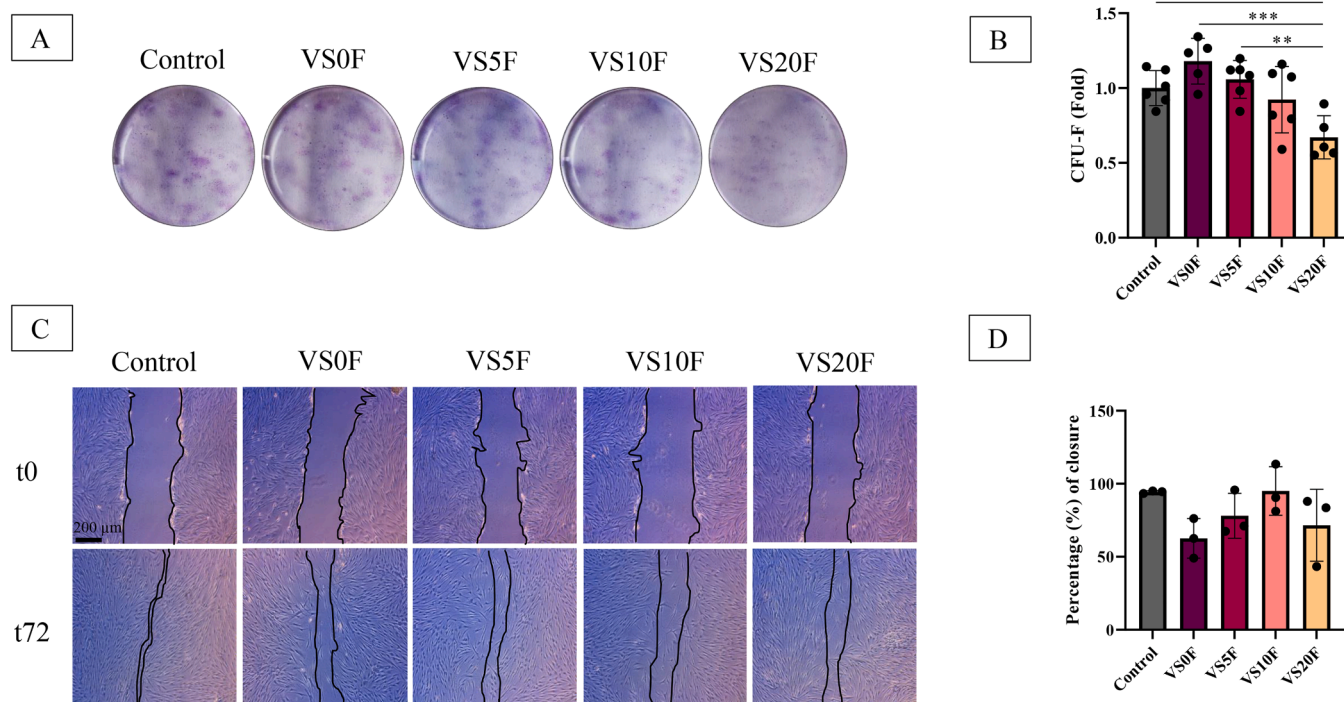 A
Control
VS0F
VS5F
VS10F
VS20F
B
CFU-F (Fold)
1.5
1.0
0.5
0.0
***
**
Control
VS0F
VS5F
VS10F
VS20F
C
Control
VS0F
VS5F
VS10F
VS20F
t0
200 µm
t72
D
Percentage (%) of closure
150
100
50
0
Control
VS0F
VS5F
VS10F
VS20F